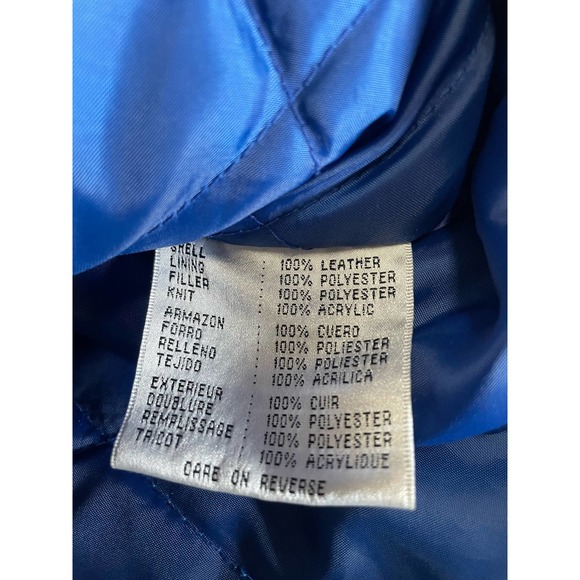 SHELL : 100% LEATHER
LINING : 100% POLYESTER
FILLER : 100% POLYESTER
KNIT : 100% ACRYLIC
ARMAZON : 100% CUERO
FORRO : 100% POLIESTER
RELLENO : 100% POLIESTER
TEJIDO : 100% ACRILICA
EXTERIEUR : 100% CUIR
DOUBLURE : 100% POLYESTER
REMPLISSAGE : 100% POLYESTER
TRICOT : 100% ACRYLIQUE
CARE ON REVERSE